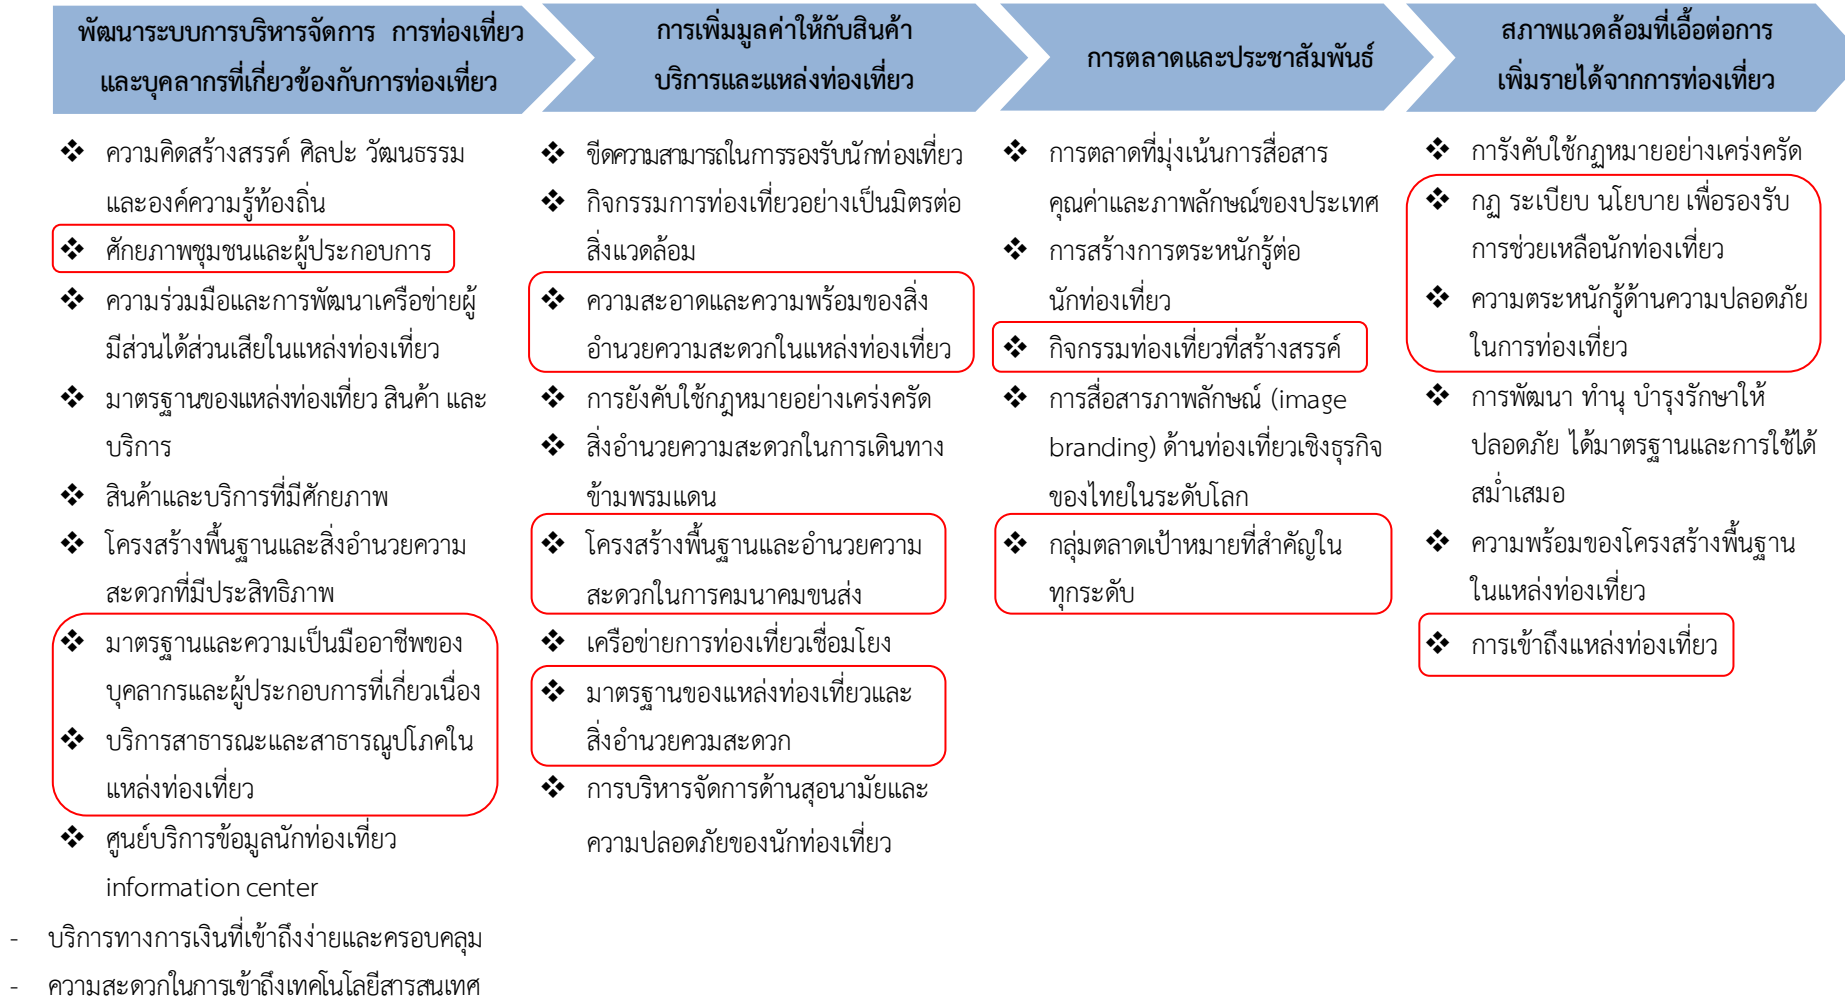 พัฒนาระบบการบริหารจัดการ การท่องเที่ยว
และบุคลากรที่เกี่ยวข้องกับการท่องเที่ยว
❖ ความคิดสร้างสรรค์ ศิลปะ วัฒนธรรม
และองค์ความรู้ท้องถิ่น
❖ ศักยภาพชุมชนและผู้ประกอบการ
❖ ความร่วมมือและการพัฒนาเครือข่ายผู้
มีส่วนได้ส่วนเสียในแหล่งท่องเที่ยว
❖ มาตรฐานของแหล่งท่องเที่ยว สินค้า และ
บริการ
❖ สินค้าและบริการที่มีศักยภาพ
❖ โครงสร้างพื้นฐานและสิ่งอำนวยความ
สะดวกที่มีประสิทธิภาพ
❖ มาตรฐานและความเป็นมืออาชีพของ
บุคลากรและผู้ประกอบการที่เกี่ยวเนื่อง
❖ บริการสาธารณะและสาธารณูปโภคใน
แหล่งท่องเที่ยว
❖ ศูนย์บริการข้อมูลนักท่องเที่ยว
information center
- บริการทางการเงินที่เข้าถึงง่ายและครอบคลุม
- ความสะดวกในการเข้าถึงเทคโนโลยีสารสนเทศ
การเพิ่มมูลค่าให้กับสินค้า
บริการและแหล่งท่องเที่ยว
❖ ขีดความสามารถในการรองรับนักท่องเที่ยว
❖ กิจกรรมการท่องเที่ยวอย่างเป็นมิตรต่อ
สิ่งแวดล้อม
❖ ความสะอาดและความพร้อมของสิ่ง
อำนวยความสะดวกในแหล่งท่องเที่ยว
❖ การยังคับใช้กฎหมายอย่างเคร่งครัด
❖ สิ่งอำนวยความสะดวกในการเดินทาง
ข้ามพรมแดน
❖ โครงสร้างพื้นฐานและอำนวยความ
สะดวกในการคมนาคมขนส่ง
❖ เครือข่ายการท่องเที่ยวเชื่อมโยง
❖ มาตรฐานของแหล่งท่องเที่ยวและ
สิ่งอำนวยควมสะดวก
❖ การบริหารจัดการด้านสุอนามัยและ
ความปลอดภัยของนักท่องเที่ยว
การตลาดและประชาสัมพันธ์
❖ การตลาดที่มุ่งเน้นการสื่อสาร
คุณค่าและภาพลักษณ์ของประเทศ
❖ การสร้างการตระหนักรู้ต่อ
นักท่องเที่ยว
❖ กิจกรรมท่องเที่ยวที่สร้างสรรค์
❖ การสื่อสารภาพลักษณ์ (image
branding) ด้านท่องเที่ยวเชิงธุรกิจ
ของไทยในระดับโลก
❖ กลุ่มตลาดเป้าหมายที่สำคัญใน
ทุกระดับ
สภาพแวดล้อมที่เอื้อต่อการ
เพิ่มรายได้จากการท่องเที่ยว
❖ การังคับใช้กฏหมายอย่างเคร่งครัด
❖ กฏ ระเบียบ นโยบาย เพื่อรองรับ
การช่วยเหลือนักท่องเที่ยว
❖ ความตระหนักรู้ด้านความปลอดภัย
ในการท่องเที่ยว
❖ การพัฒนา ทำนุ บำรุงรักษาให้
ปลอดภัย ได้มาตรฐานและการใช้ได้
สม่ำเสมอ
❖ ความพร้อมของโครงสร้างพื้นฐาน
ในแหล่งท่องเที่ยว
❖ การเข้าถึงแหล่งท่องเที่ยว